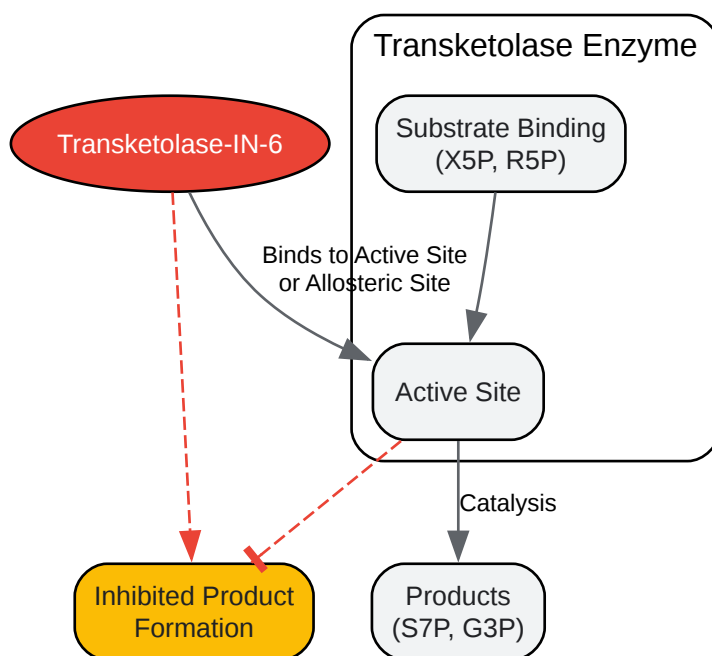 Transketolase Enzyme
Transketolase-IN-6
Substrate Binding
(X5P, R5P)
Binds to Active Site
or Allosteric Site
Active Site
Catalysis
Inhibited Product
Formation
Products
(S7P, G3P)